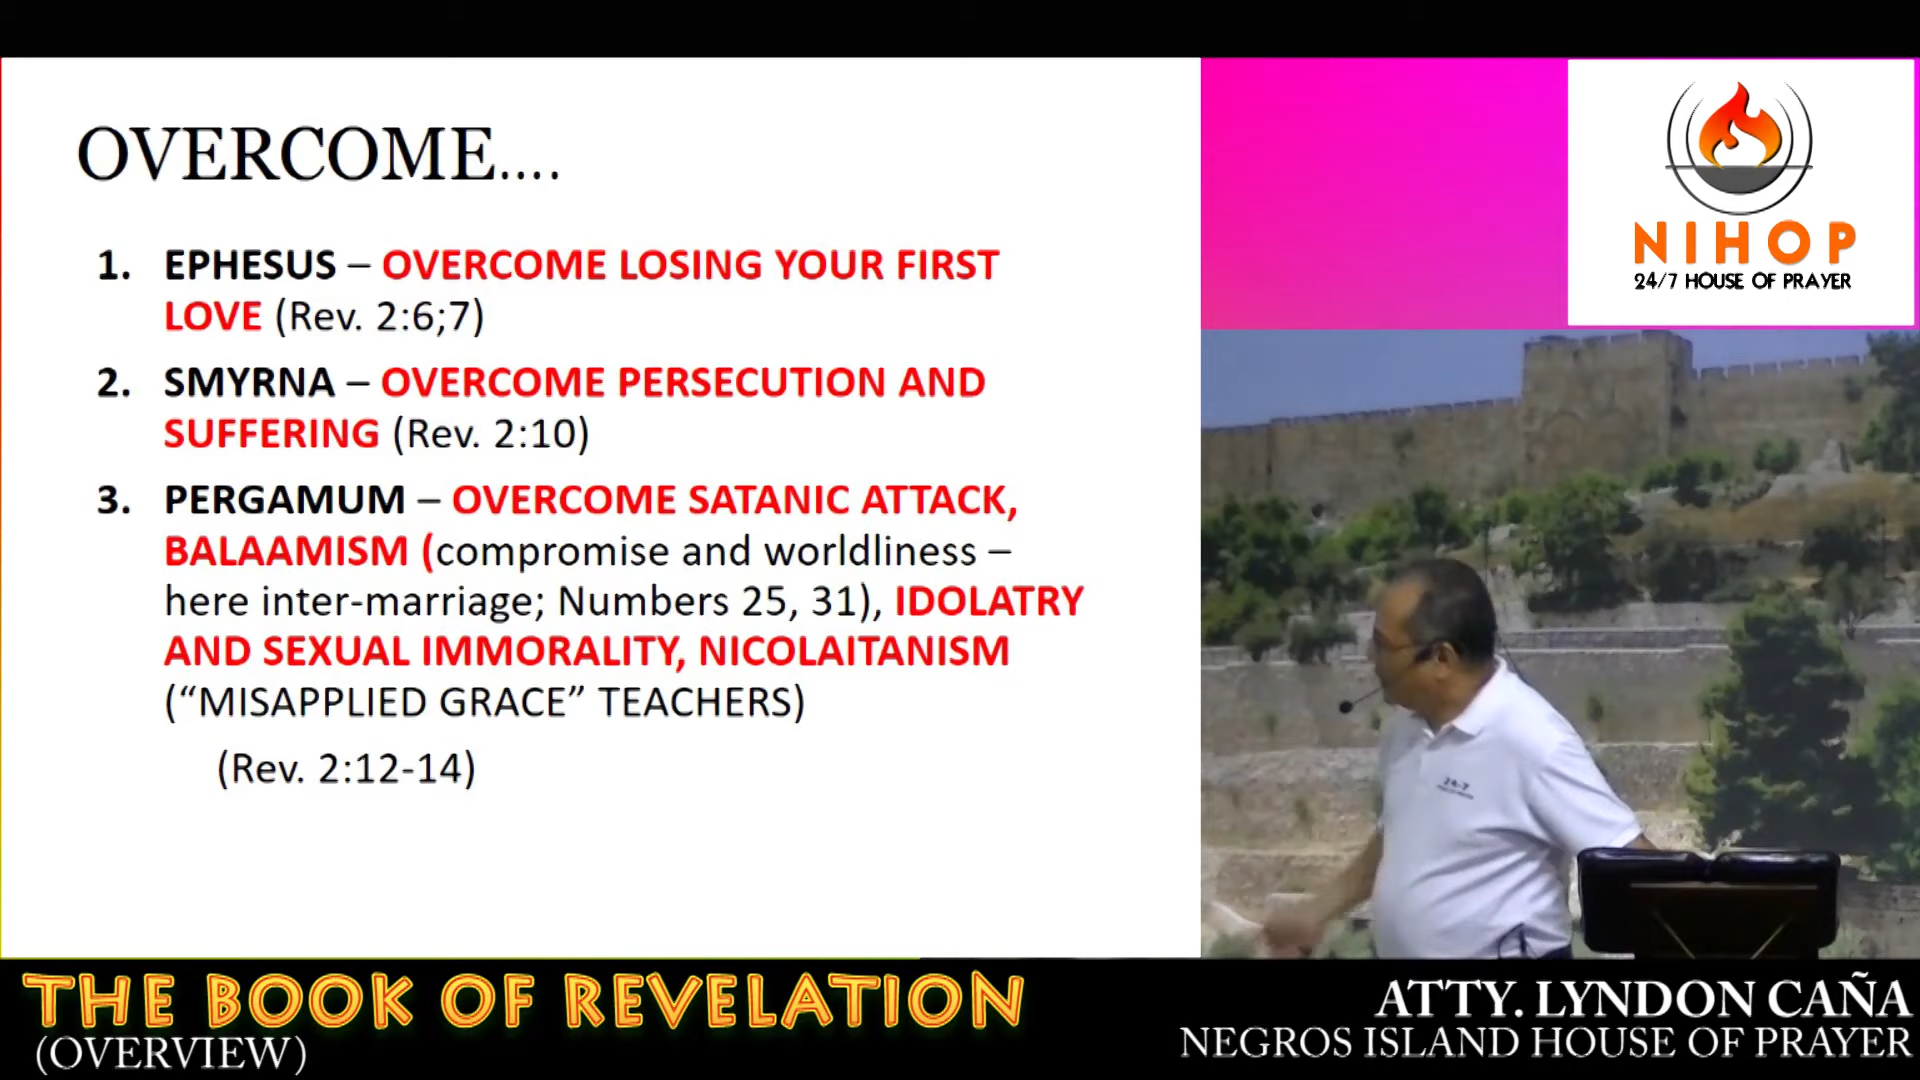 OVERCOME....
1. EPHESUS – OVERCOME LOSING YOUR FIRST
LOVE (Rev. 2:6;7)
2. SMYRNA – OVERCOME PERSECUTION AND
SUFFERING (Rev. 2:10)
3. PERGAMUM – OVERCOME SATANIC ATTACK,
BALAAMISM (compromise and worldliness –
here inter-marriage; Numbers 25, 31), IDOLATRY
AND SEXUAL IMMORALITY, NICOLAITANISM
(“MISAPPLIED GRACE” TEACHERS)
(Rev. 2:12-14)
NIHOP
24/7 HOUSE OF PRAYER
24-7
THE BOOK OF REVELATION
(OVERVIEW)
ATTY. LYNDON CAÑA
NEGROS ISLAND HOUSE OF PRAYER